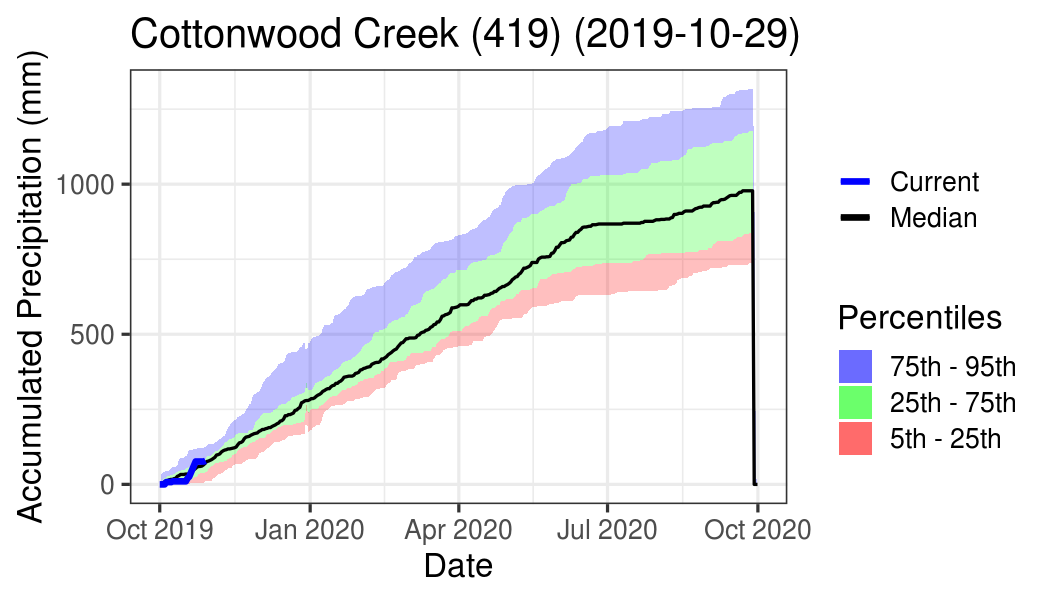 Cottonwood Creek (419) (2019-10-29)
Accumulated Precipitation (mm)
1000
500
0
Oct 2019
Jan 2020
Apr 2020
Jul 2020
Oct 2020
Date
Current
Median
Percentiles
75th - 95th
25th - 75th
5th - 25th